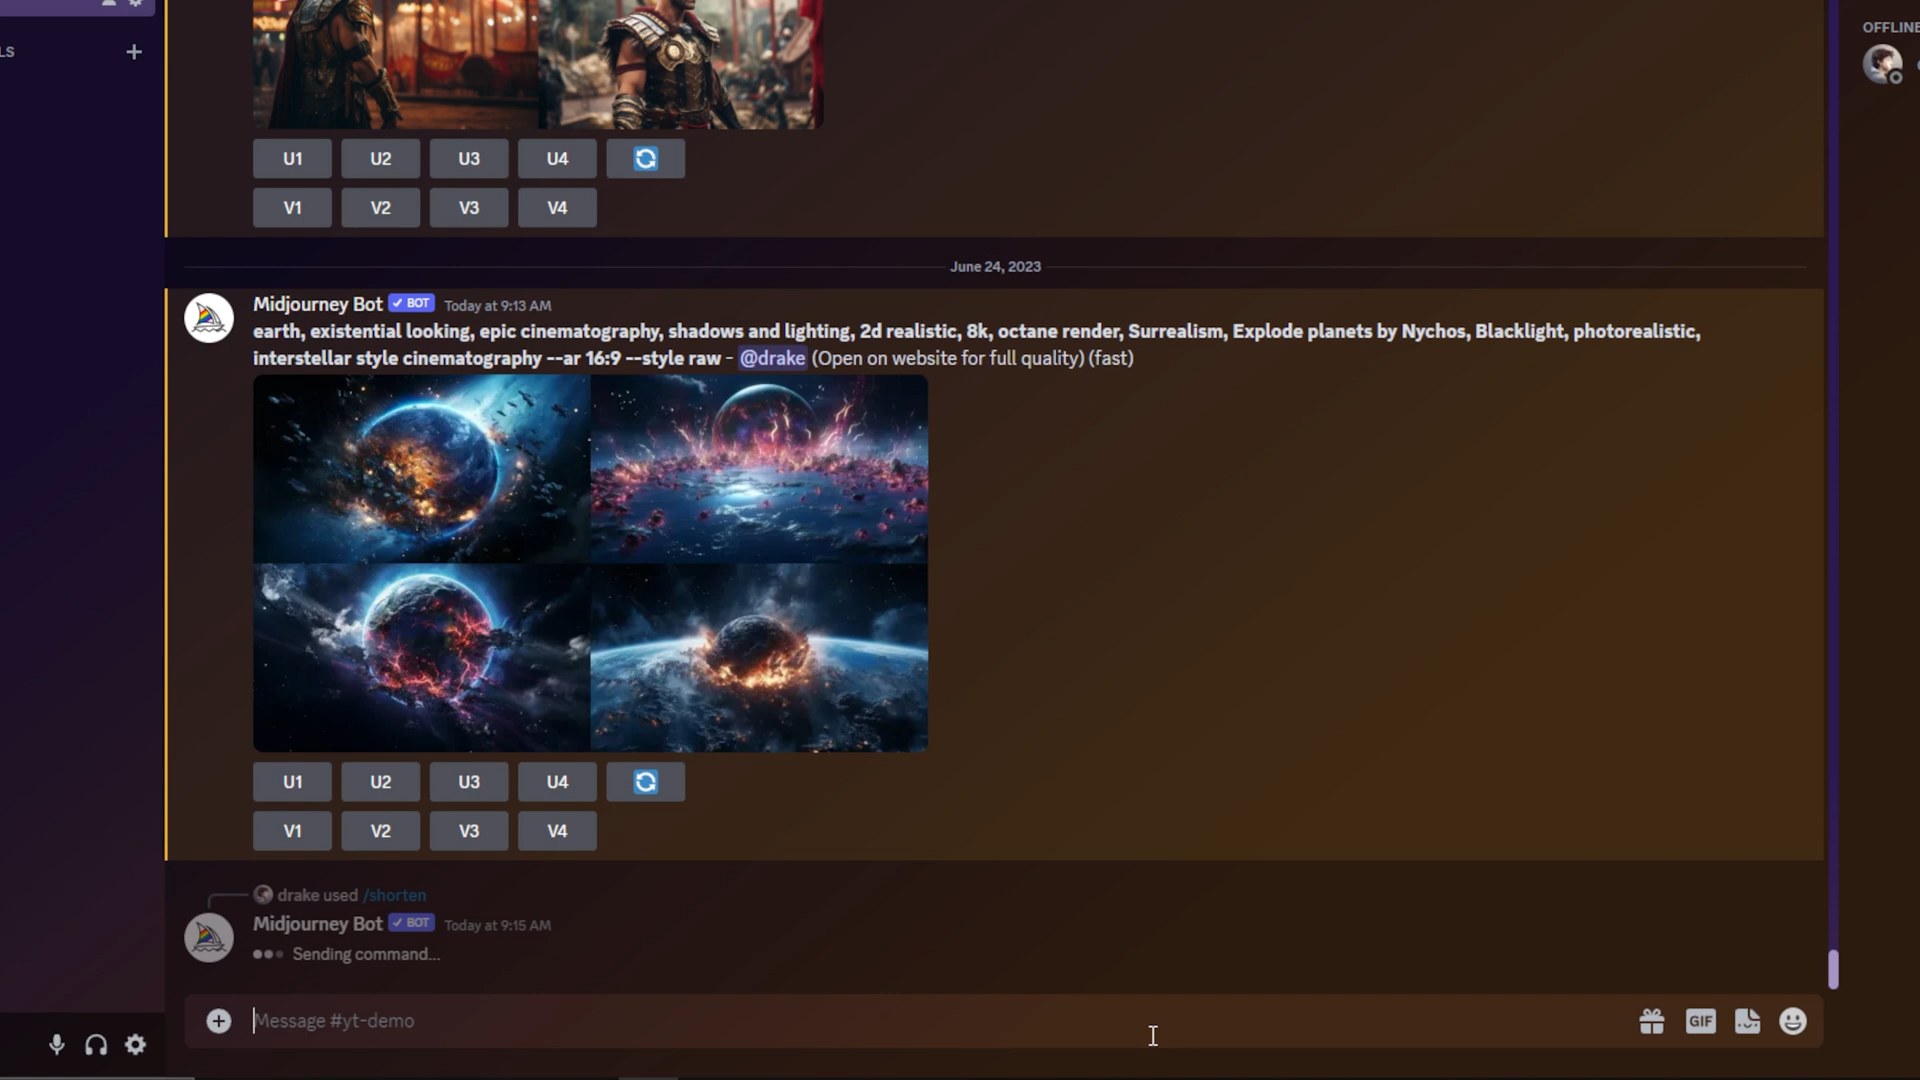 LS
OFFLINE
U1 U2 U3 U4
V1 V2 V3 V4
June 24, 2023
Midjourney Bot ✓ BOT Today at 9:13 AM
earth, existential looking, epic cinematography, shadows and lighting, 2d realistic, 8k, octane render, Surrealism, Explode planets by Nychos, Blacklight, photorealistic,
interstellar style cinematography --ar 16:9 --style raw - @drake (Open on website for full quality) (fast)
U1 U2 U3 U4
V1 V2 V3 V4
drake used /shorten
Midjourney Bot ✓ BOT Today at 9:15 AM
Sending command...
Message #yt-demo
GIF